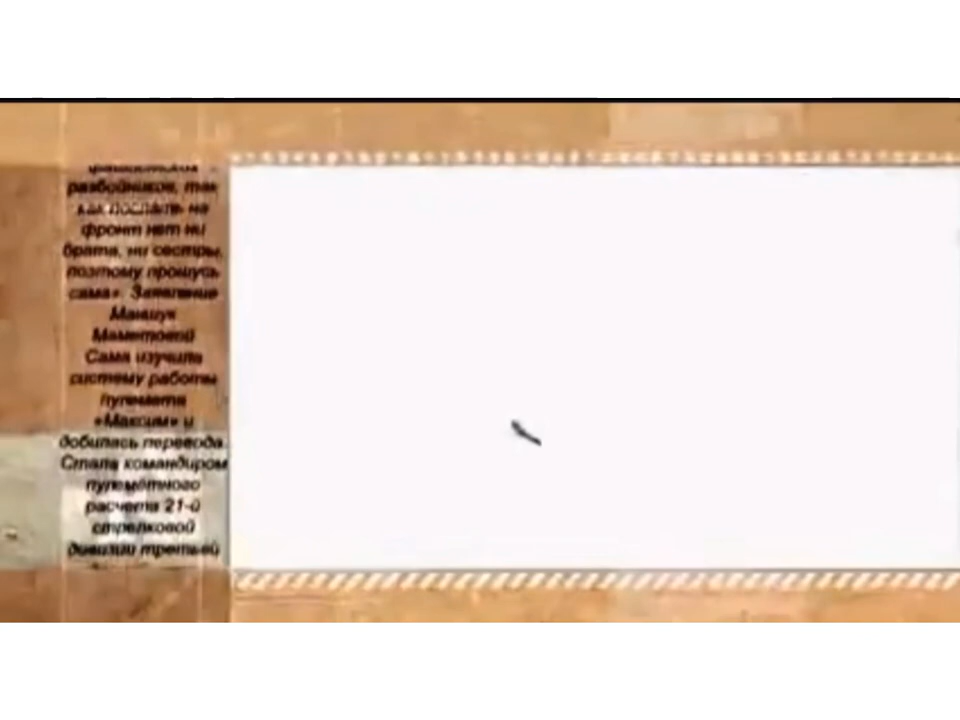 фашистских
разбойников, так
как послать на
фронт нет ни
брата, ни сестры,
поэтому прошусь
сама». Заявление
Маншук
Маметовой
Сама изучила
систему работы
пулемета
«Максим» и
добилась перевода.
Стала командиром
пулемётного
расчета 21-й
стрелковой
дивизии третьей